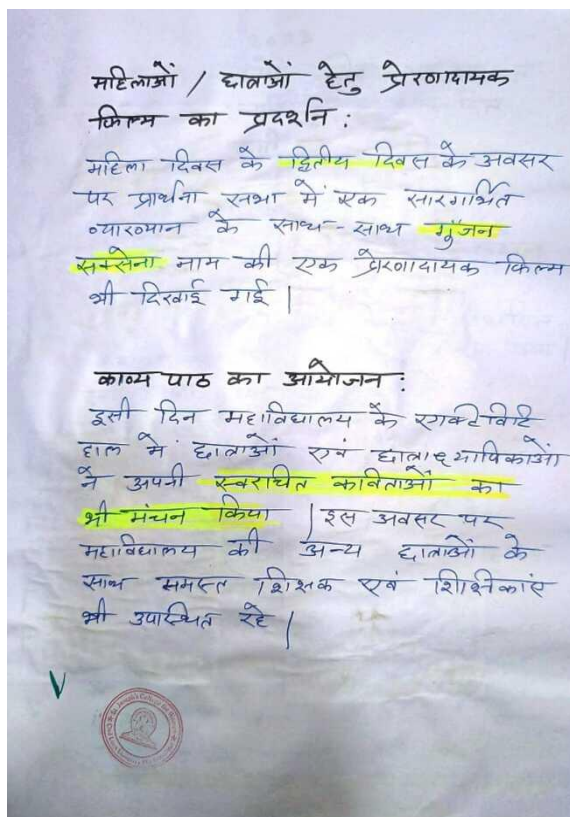 महिलाओं / छात्राओं हेतु प्रेरणादायक
फिल्म का प्रदर्शन :
महिला दिवस के द्वितीय दिवस के अवसर
पर प्रार्थना सभा में एक सारगर्भित
व्याख्यान के साथ - साथ गुंजन
सक्सेना नाम की एक प्रेरणादायक फिल्म
भी दिखाई गई |
काव्य पाठ का आयोजन :
इसी दिन महाविद्यालय के एक्टीविटि
हाल में छात्राओं एवं छात्राध्यापिकाओं
ने अपनी स्वरचित कविताओं का
भी मंचन किया | इस अवसर पर
महाविद्यालय की अन्य छात्राओं के
साथ समस्त शिक्षक एवं शिक्षिकाएं
भी उपस्थित रहे |